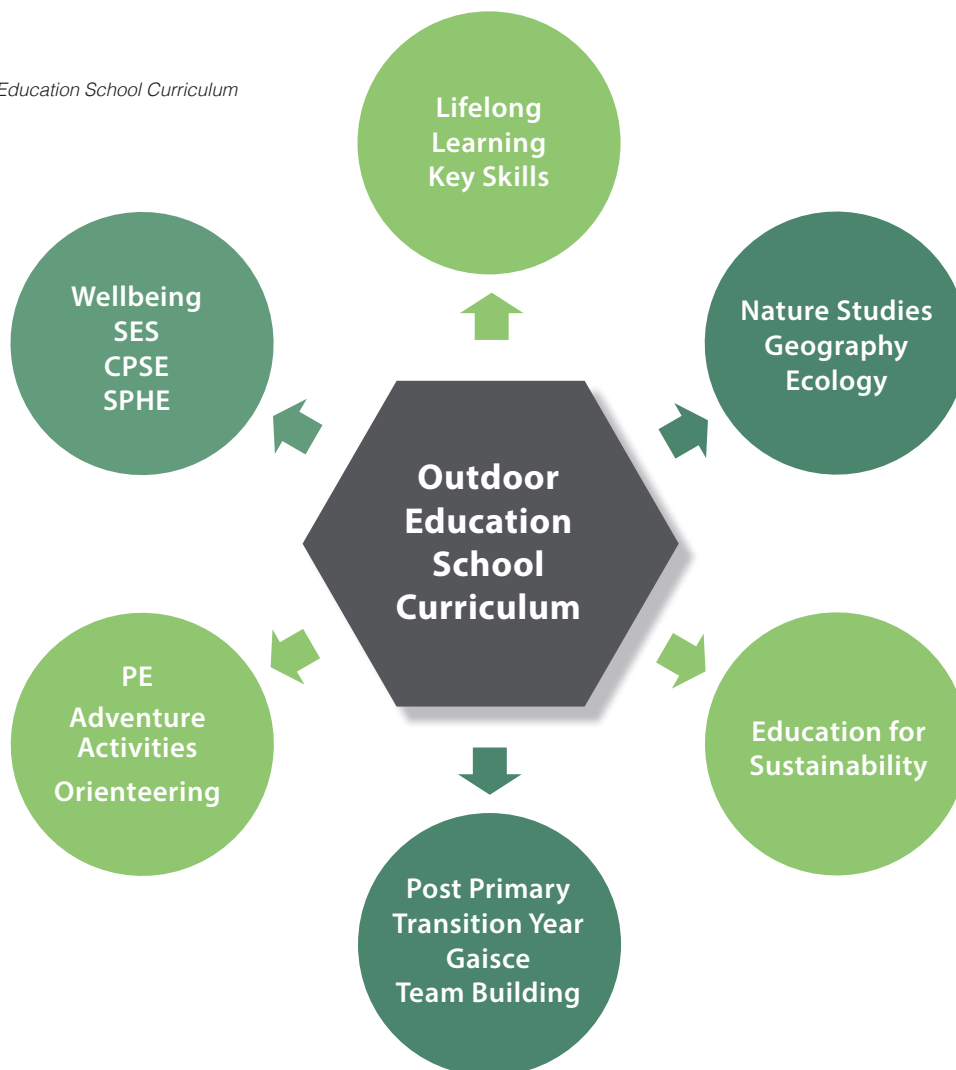 Education School Curriculum
Lifelong
Learning
Key Skills
Wellbeing
SES
CPSE
SPHE
Nature Studies
Geography
Ecology
Outdoor
Education
School
Curriculum
PE
Adventure
Activities
Orienteering
Education for
Sustainability
Post Primary
Transition Year
Gaisce
Team Building